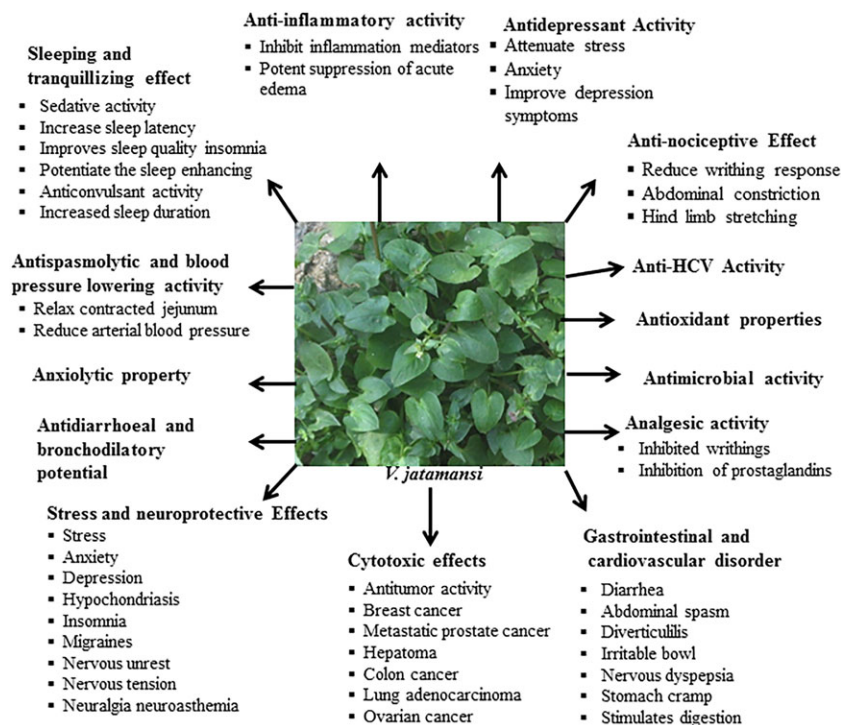 Anti-inflammatory activity
▪ Inhibit inflammation mediators
▪ Potent suppression of acute
edema
Antidepressant Activity
▪ Attenuate stress
▪ Anxiety
▪ Improve depression
symptoms
Sleeping and
tranquillizing effect
▪ Sedative activity
▪ Increase sleep latency
▪ Improves sleep quality insomnia
▪ Potentiate the sleep enhancing
▪ Anticonvulsant activity
▪ Increased sleep duration
Anti-nociceptive Effect
▪ Reduce writhing response
▪ Abdominal constriction
▪ Hind limb stretching
Antispasmolytic and blood
pressure lowering activity
▪ Relax contracted jejunum
▪ Reduce arterial blood pressure
Anti-HCV Activity
Antioxidant properties
Anxiolytic property
Antimicrobial activity
Antidiarrhoeal and
bronchodilatory
potential
Analgesic activity
▪ Inhibited writhings
▪ Inhibition of prostaglandins
V. jatamansi
Stress and neuroprotective Effects
▪ Stress
▪ Anxiety
▪ Depression
▪ Hypochondriasis
▪ Insomnia
▪ Migraines
▪ Nervous unrest
▪ Nervous tension
▪ Neuralgia neuroasthemia
Cytotoxic effects
▪ Antitumor activity
▪ Breast cancer
▪ Metastatic prostate cancer
▪ Hepatoma
▪ Colon cancer
▪ Lung adenocarcinoma
▪ Ovarian cancer
Gastrointestinal and
cardiovascular disorder
▪ Diarrhea
▪ Abdominal spasm
▪ Diverticulilis
▪ Irritable bowl
▪ Nervous dyspepsia
▪ Stomach cramp
▪ Stimulates digestion